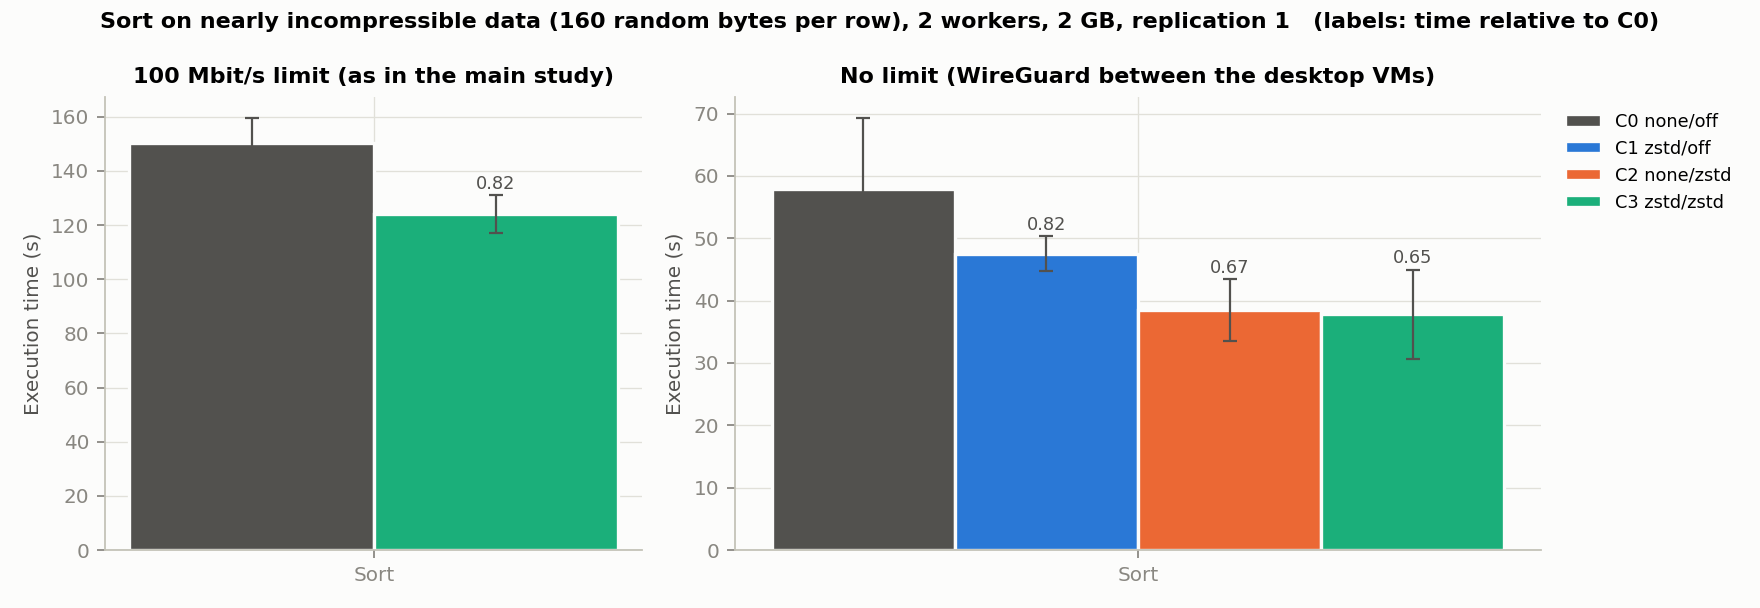 Sort on nearly incompressible data (160 random bytes per row), 2 workers, 2 GB, replication 1 (labels: time relative to C0)
100 Mbit/s limit (as in the main study)
Execution time (s)
160
140
120
100
80
60
40
20
0
0.82
Sort
No limit (WireGuard between the desktop VMs)
Execution time (s)
70
60
50
40
30
20
10
0
0.82
0.67
0.65
Sort
C0 none/off
C1 zstd/off
C2 none/zstd
C3 zstd/zstd